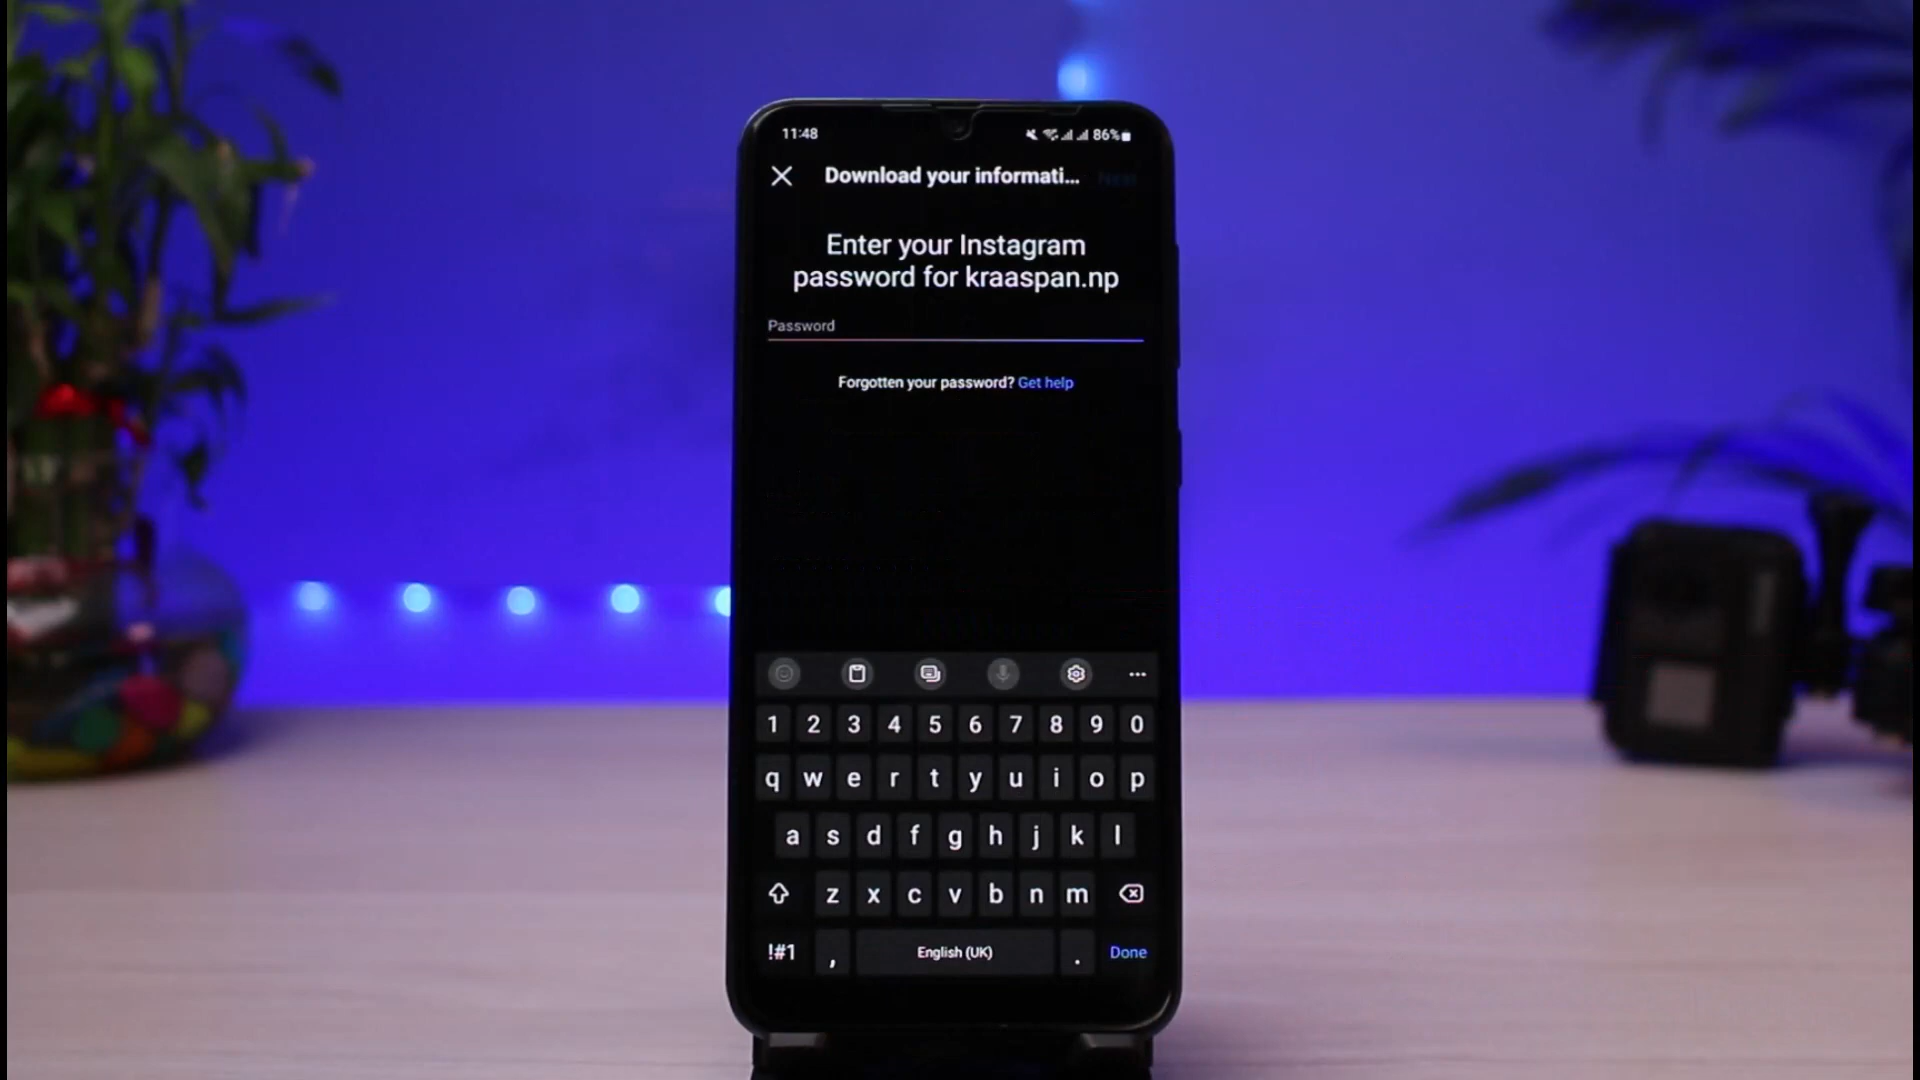 11:48 86%
Download your informati... Next
Enter your Instagram
password for kraaspan.np
Password
Forgotten your password? Get help
1 2 3 4 5 6 7 8 9 0
q w e r t y u i o p
a s d f g h j k l
z x c v b n m
!#1 , English (UK) . Done